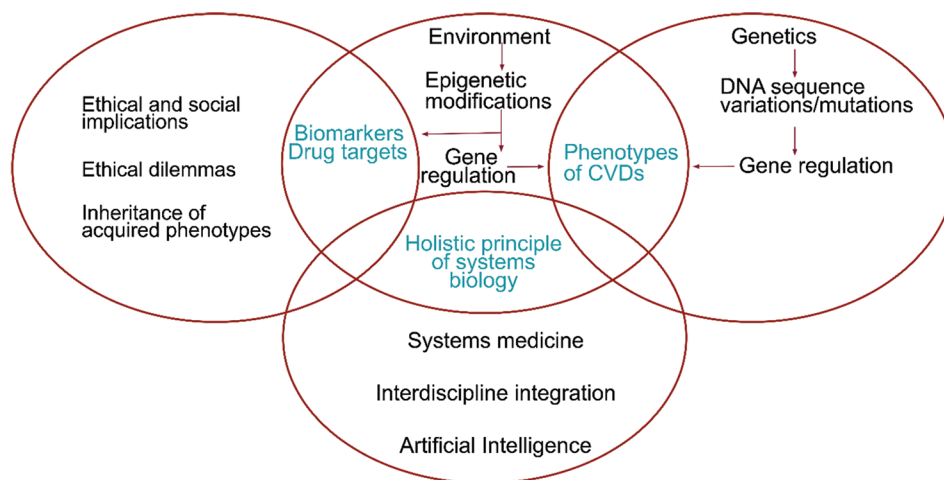 Ethical and social
implications
Ethical dilemmas
Inheritance of
acquired phenotypes
Biomarkers
Drug targets
Environment
Epigenetic
modifications
Gene
regulation
Phenotypes
of CVDs
Genetics
DNA sequence
variations/mutations
Gene regulation
Holistic principle
of systems
biology
Systems medicine
Interdiscipline integration
Artificial Intelligence